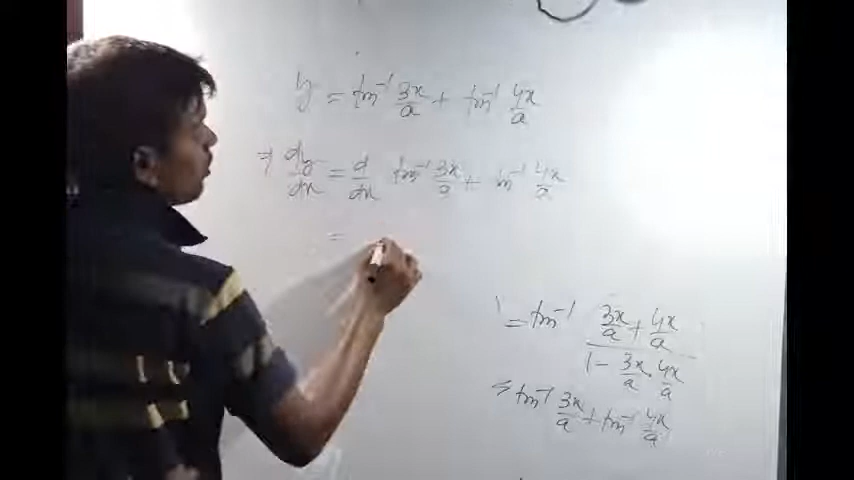 y = tan⁻¹ 3x/a + tan⁻¹ 4x/a
⇒ dy/dx = d/dx tan⁻¹ 3x/a + tan⁻¹ 4x/a
=
= tan⁻¹ (3x/a + 4x/a)/(1 - 3x/a · 4x/a)
= tan⁻¹ 3x/a + tan⁻¹ 4x/a